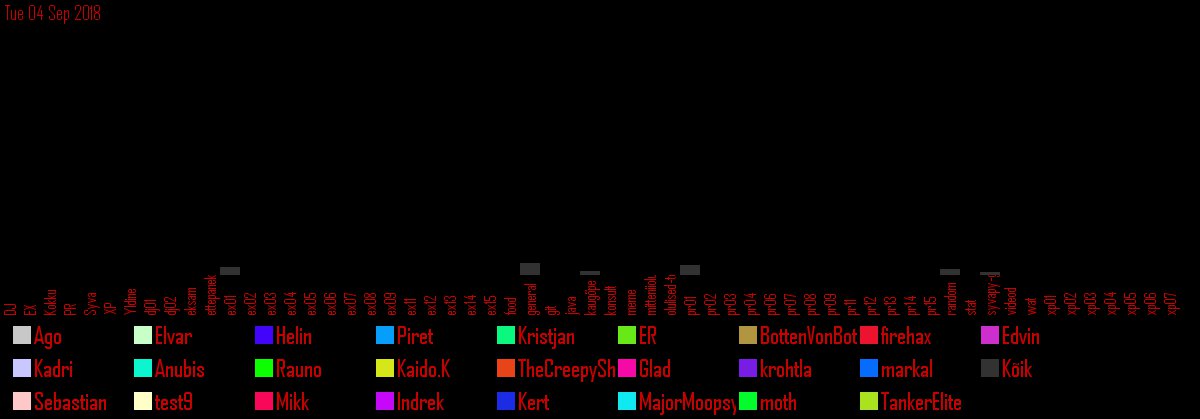 Tue 04 Sep 2018
DJ EX Kokku PR Syva XP Yldine dj01 dj02 eksam ettepanek ex01 ex02 ex03 ex04 ex05 ex06 ex07 ex08 ex09 ex11 ex12 ex13 ex14 ex15 food general git java kaugõpe konsult meme mitteriiul. olulised-h pr01 pr02 pr03 pr04 pr06 pr07 pr08 pr09 pr11 pr12 pr13 pr14 pr15 random stat syvapy-g videod wat xp01 xp02 xp03 xp04 xp05 xp06 xp07
Ago Elvar Helin Piret Kristjan ER BottenVonBot firehax Edvin
Kadri Anubis Rauno Kaido.K TheCreepySh Glad krohtla markal Kõik
Sebastian test9 Mikk Indrek Kert MajorMoopsy moth TankerElite